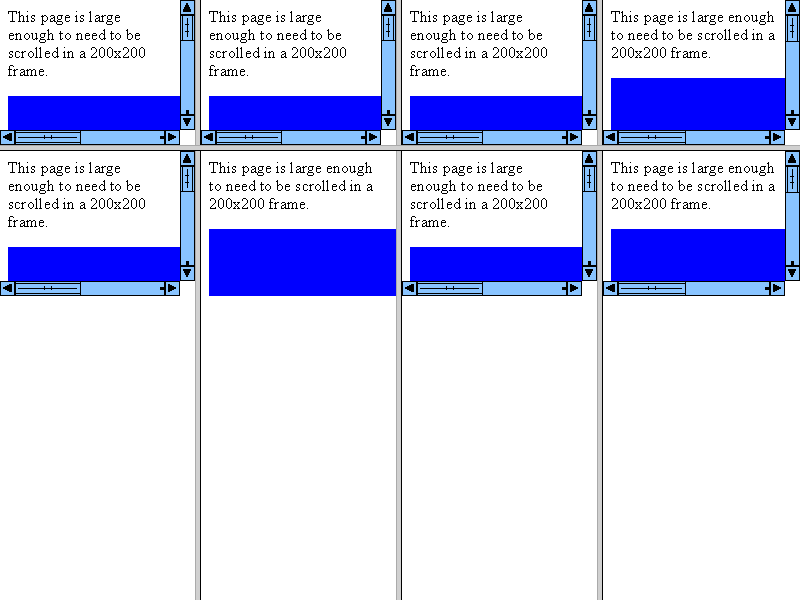 This page is large
enough to need to be
scrolled in a 200x200
frame.
This page is large
enough to need to be
scrolled in a 200x200
frame.
This page is large
enough to need to be
scrolled in a 200x200
frame.
This page is large enough
to need to be scrolled in a
200x200 frame.
This page is large
enough to need to be
scrolled in a 200x200
frame.
This page is large enough
to need to be scrolled in a
200x200 frame.
This page is large
enough to need to be
scrolled in a 200x200
frame.
This page is large enough
to need to be scrolled in a
200x200 frame.